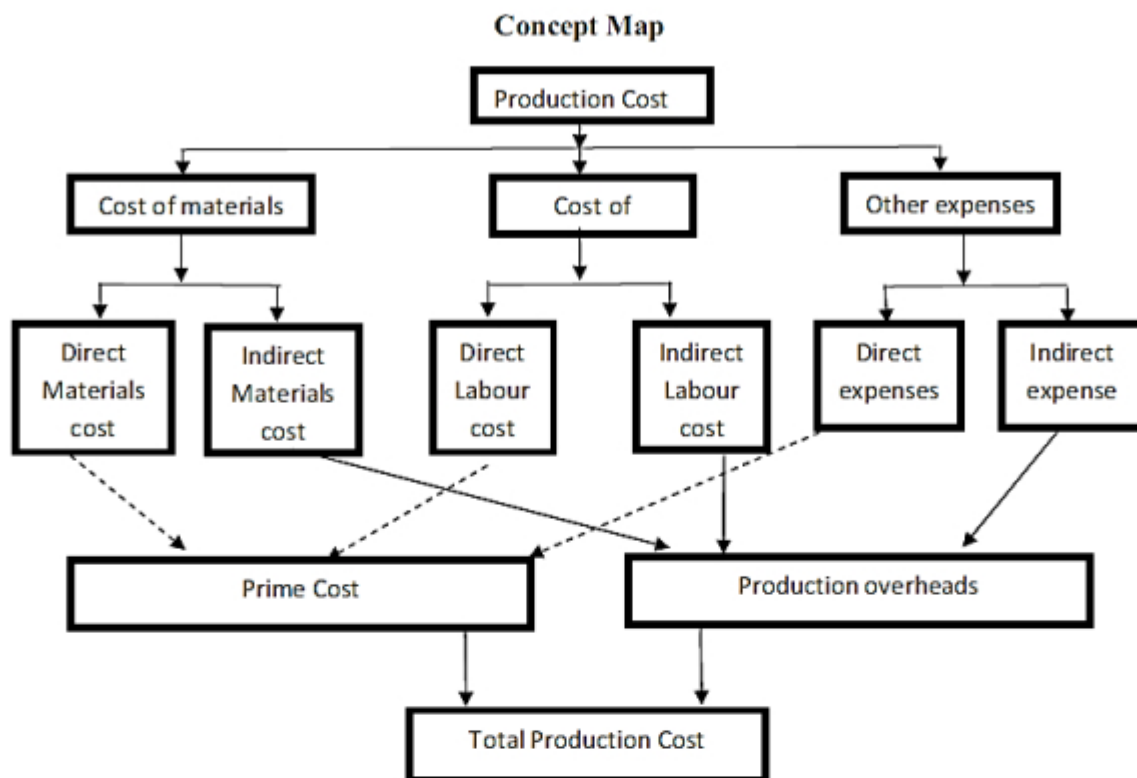 Concept Map
Production Cost
Cost of materials
Cost of
Other expenses
Direct
Materials
cost
Indirect
Materials
cost
Direct
Labour
cost
Indirect
Labour
cost
Direct
expenses
Indirect
expense
Prime Cost
Production overheads
Total Production Cost